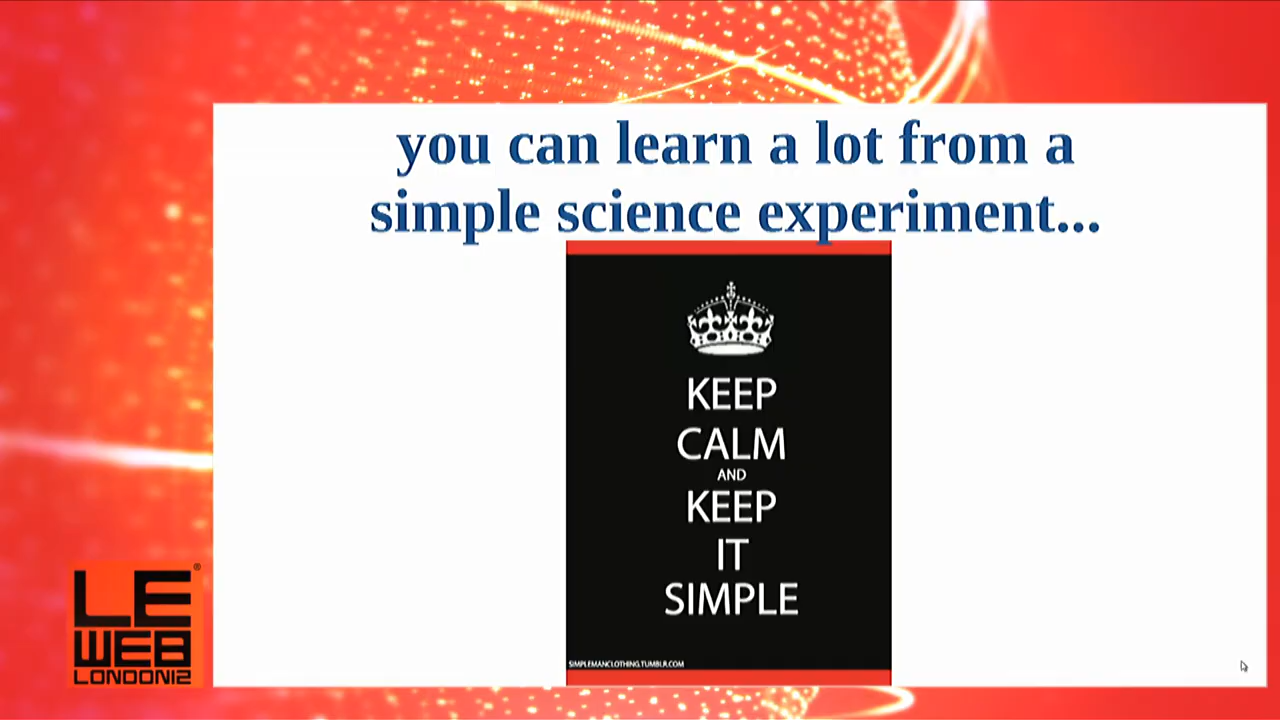 you can learn a lot from a
simple science experiment...
KEEP
CALM
AND
KEEP
IT
SIMPLE
SIMPLEMANCLOTHING.TUMBLR.COM
LE
WEB
LONDON12
®